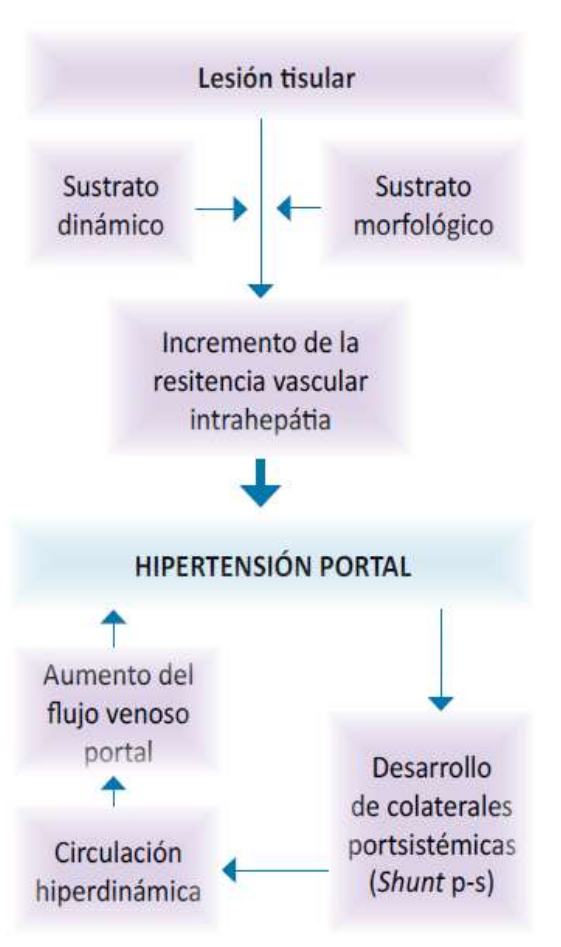 Lesión tisular
Sustrato
dinámico
Sustrato
morfológico
Incremento de la
resitencia vascular
intrahepátia
HIPERTENSIÓN PORTAL
Aumento del
flujo venoso
portal
Desarrollo
de colaterales
portsistémicas
(Shunt p-s)
Circulación
hiperdinámica